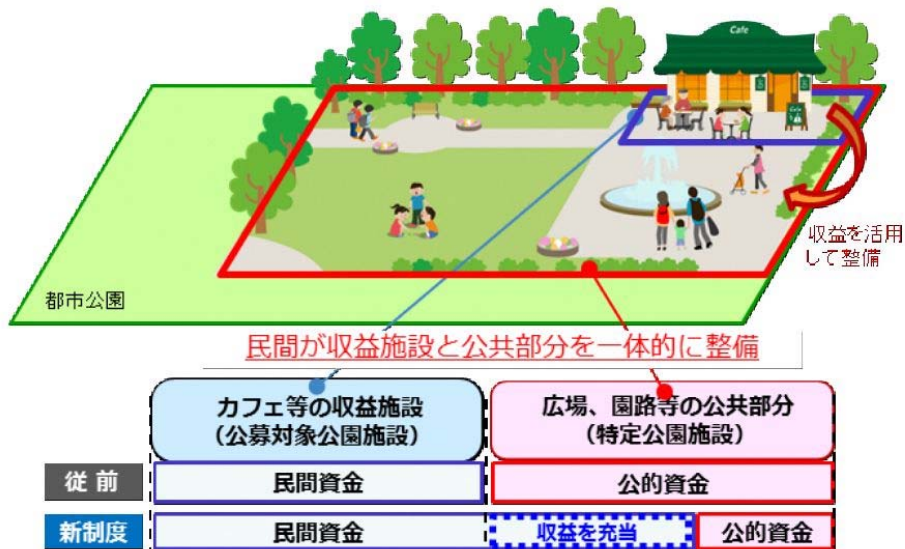 Cafe
Cafe
収益を活用
して整備
都市公園
民間が収益施設と公共部分を一体的に整備
カフェ等の収益施設
（公募対象公園施設）
広場、園路等の公共部分
（特定公園施設）
従前
民間資金
公的資金
新制度
民間資金
収益を充当
公的資金